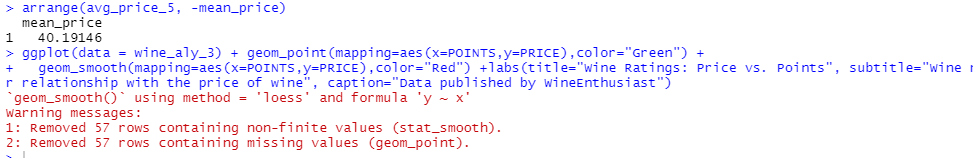 > arrange(avg_price_5, -mean_price)
  mean_price
1   40.19146
> ggplot(data = wine_aly_3) + geom_point(mapping=aes(x=POINTS,y=PRICE),color="Green") +
+   geom_smooth(mapping=aes(x=POINTS,y=PRICE),color="Red") +labs(title="Wine Ratings: Price vs. Points", subtitle="Wine r
r relationship with the price of wine", caption="Data published by WineEnthusiast")
`geom_smooth()` using method = 'loess' and formula 'y ~ x'
Warning messages:
1: Removed 57 rows containing non-finite values (stat_smooth).
2: Removed 57 rows containing missing values (geom_point).
>